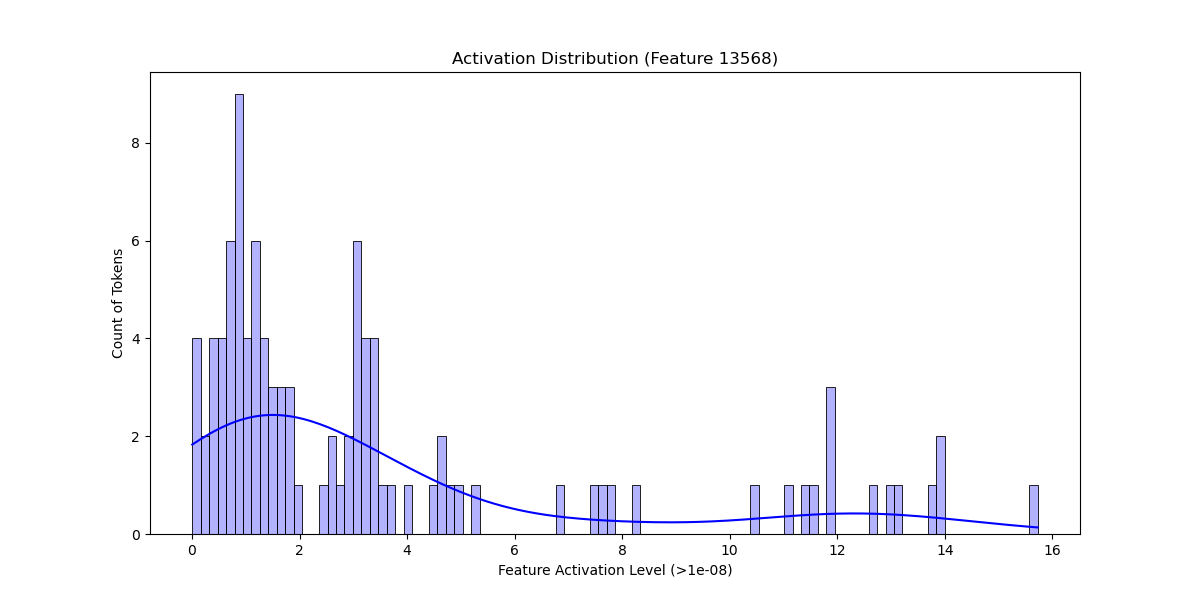 Activation Distribution (Feature 13568)
Count of Tokens
8
6
4
2
0
0 2 4 6 8 10 12 14 16
Feature Activation Level (>1e-08)